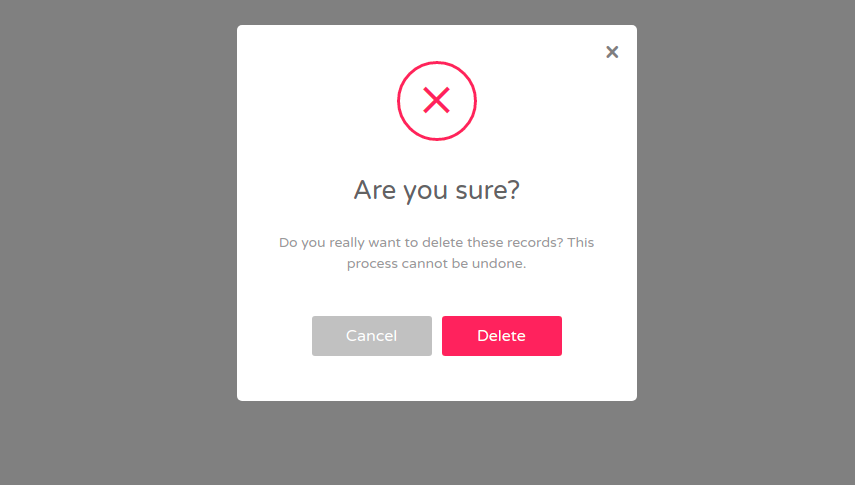 Are you sure?
Do you really want to delete these records? This
process cannot be undone.
Cancel Delete